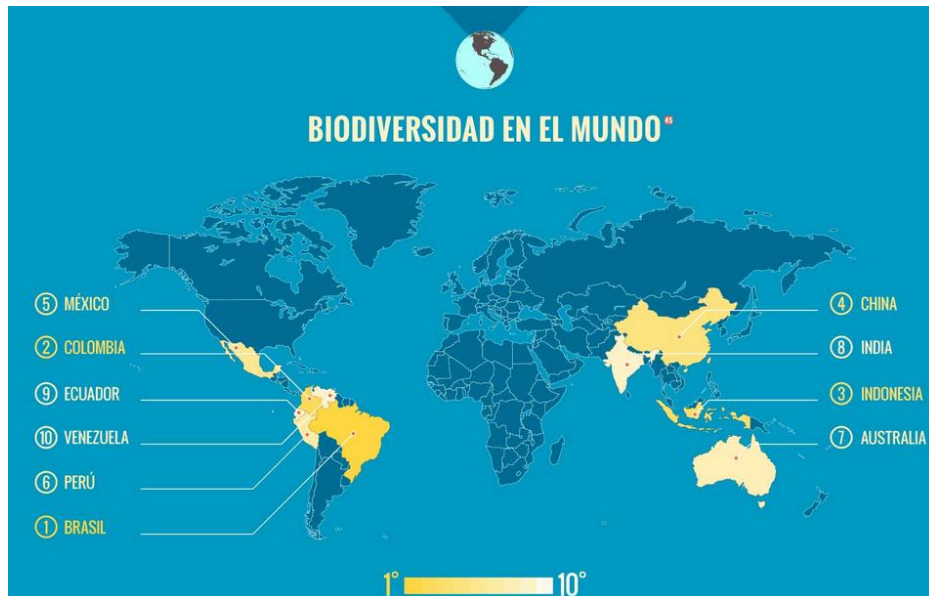 BIODIVERSIDAD EN EL MUNDO 45
5 MÉXICO
2 COLOMBIA
9 ECUADOR
10 VENEZUELA
6 PERÚ
1 BRASIL
4 CHINA
8 INDIA
3 INDONESIA
7 AUSTRALIA
1° 10°